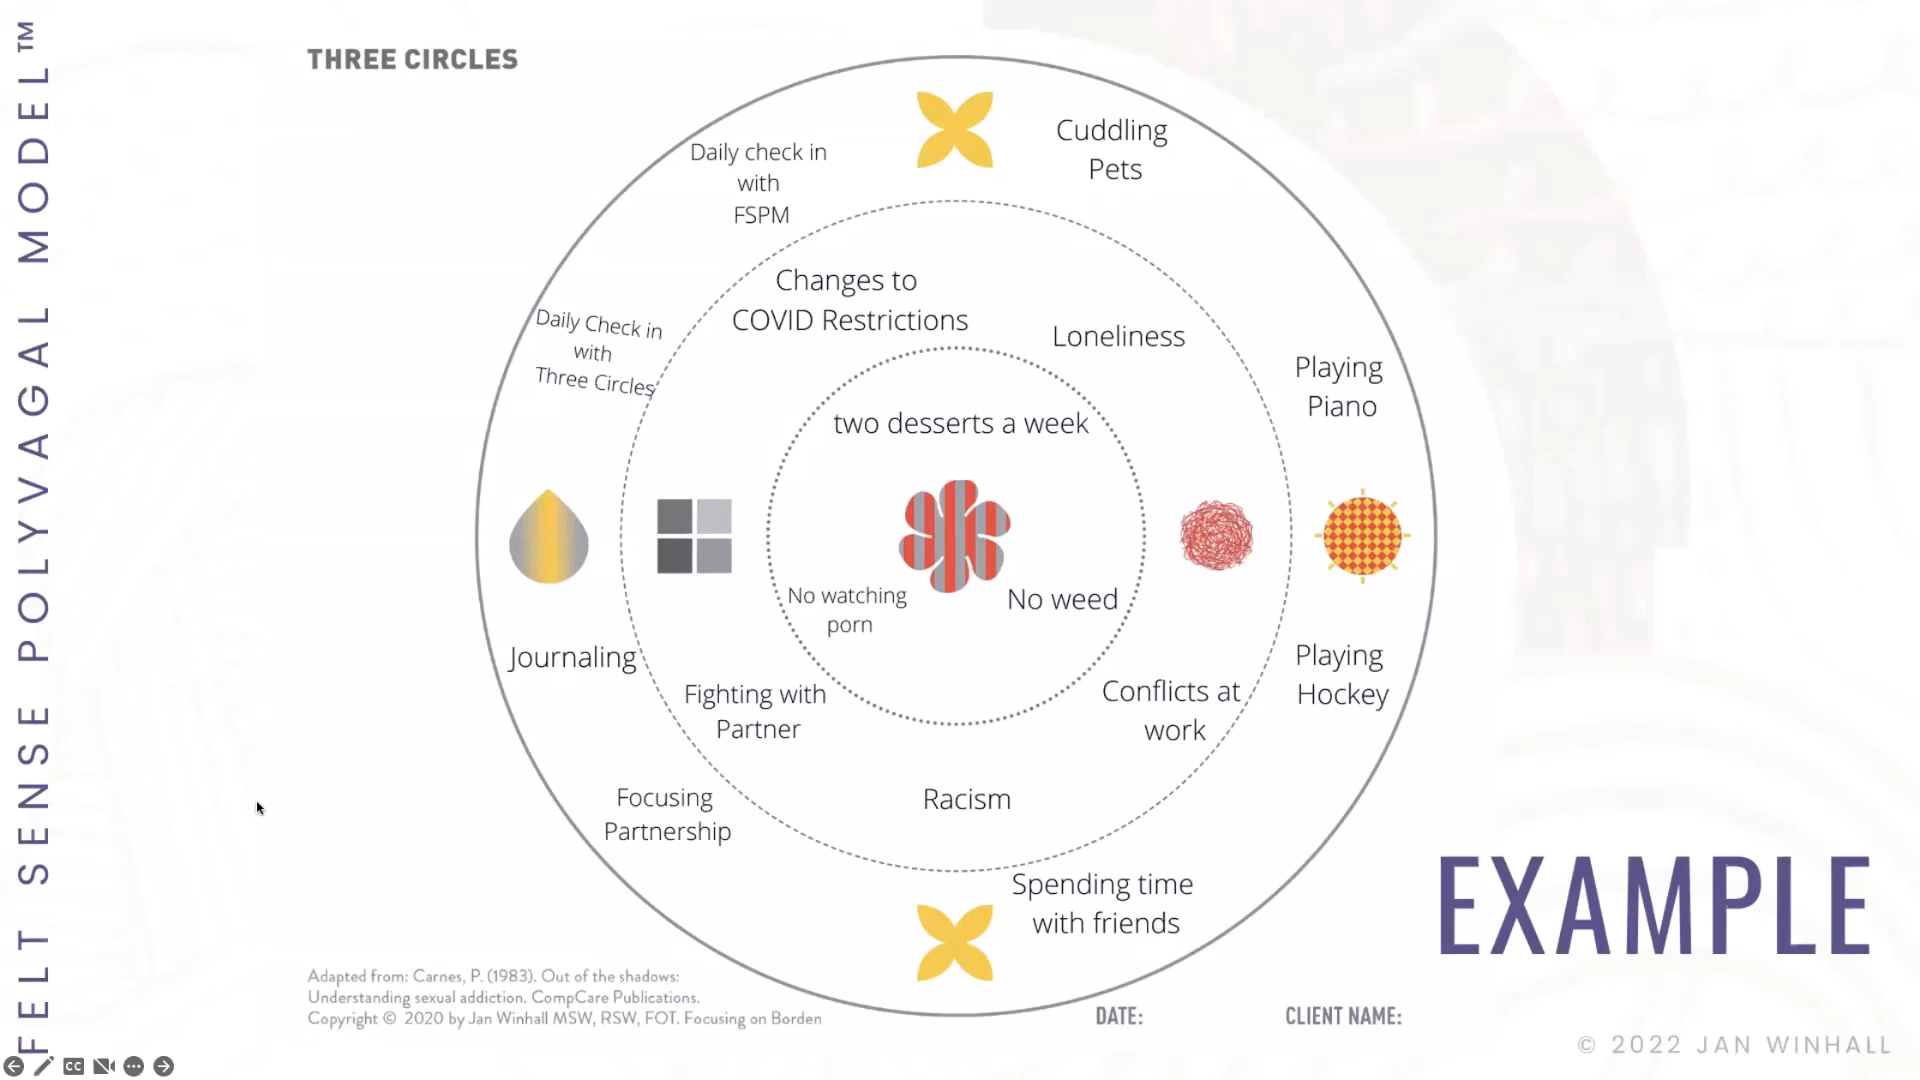 FELT SENSE POLYVAGAL MODEL™
THREE CIRCLES
Cuddling
Pets
Daily check in
with
FSPM
Changes to
COVID Restrictions
Loneliness
Daily Check in
with
Three Circles
Playing
Piano
two desserts a week
No watching
porn
No weed
Journaling
Playing
Hockey
Fighting with
Partner
Conflicts at
work
Focusing
Partnership
Racism
Spending time
with friends
EXAMPLE
Adapted from: Carnes, P. (1983). Out of the shadows:
Understanding sexual addiction. CompCare Publications.
Copyright © 2020 by Jan Winhall MSW, RSW, FOT. Focusing on Borden
DATE:
CLIENT NAME:
© 2022 JAN WINHALL
CC